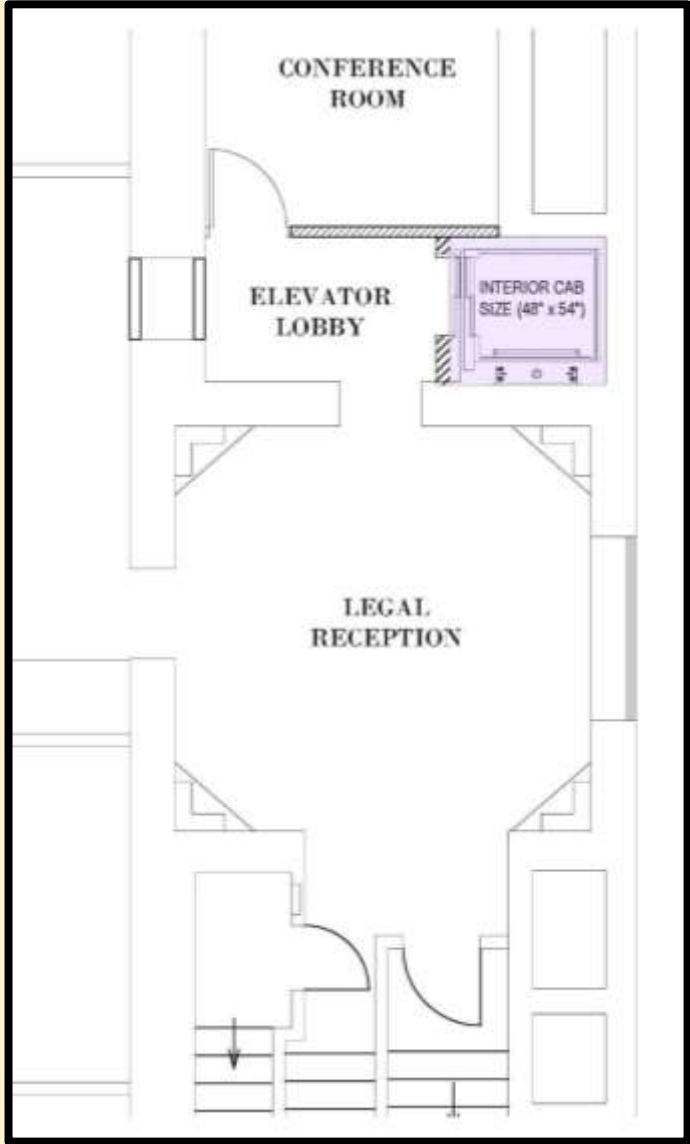 CONFERENCE
ROOM
ELEVATOR
LOBBY
INTERIOR CAB
SIZE (48" x 54")
LEGAL
RECEPTION